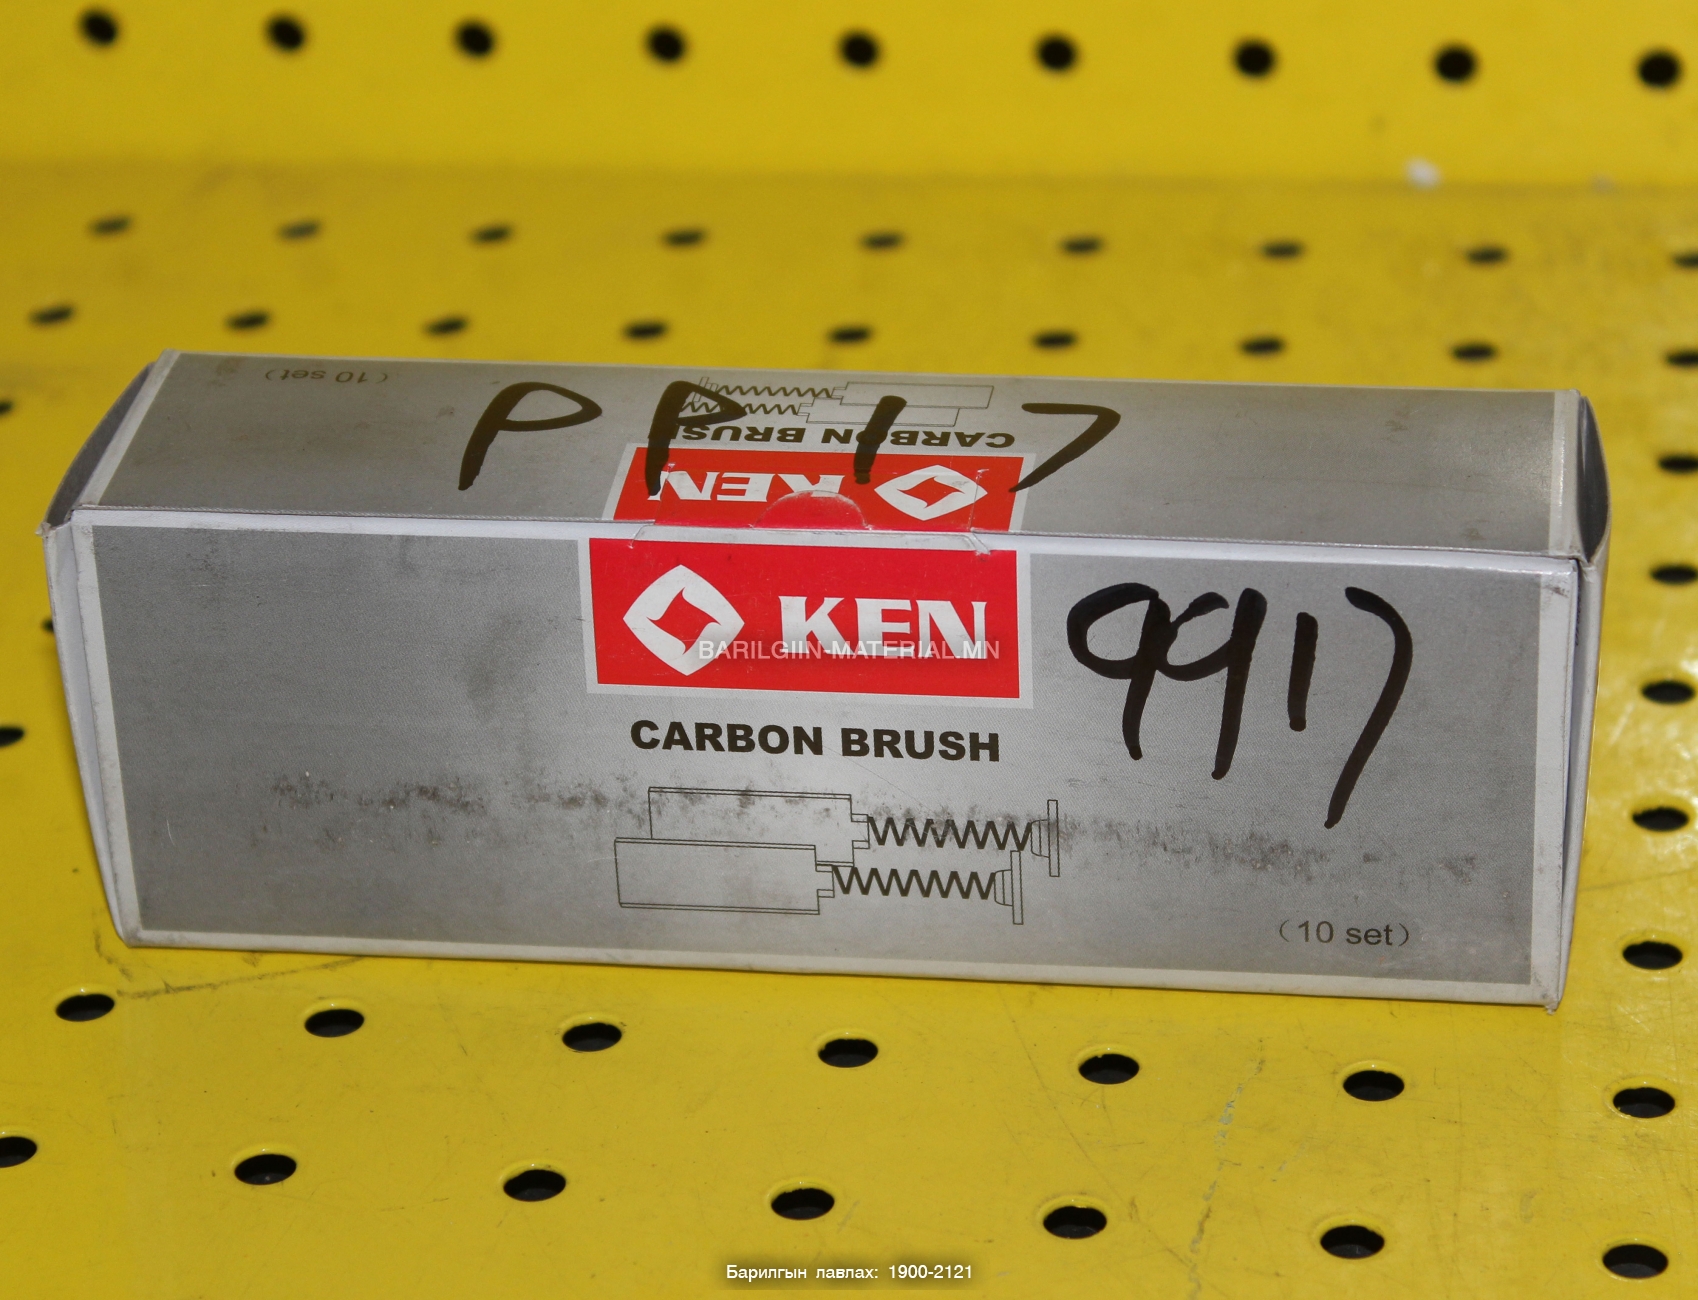 (10 set)
CARBON BRUSH
KEN
PP17
KEN
BARILGIIN-MATERIAL.MN
9917
CARBON BRUSH
(10 set)
Барилгын лавлах: 1900-2121